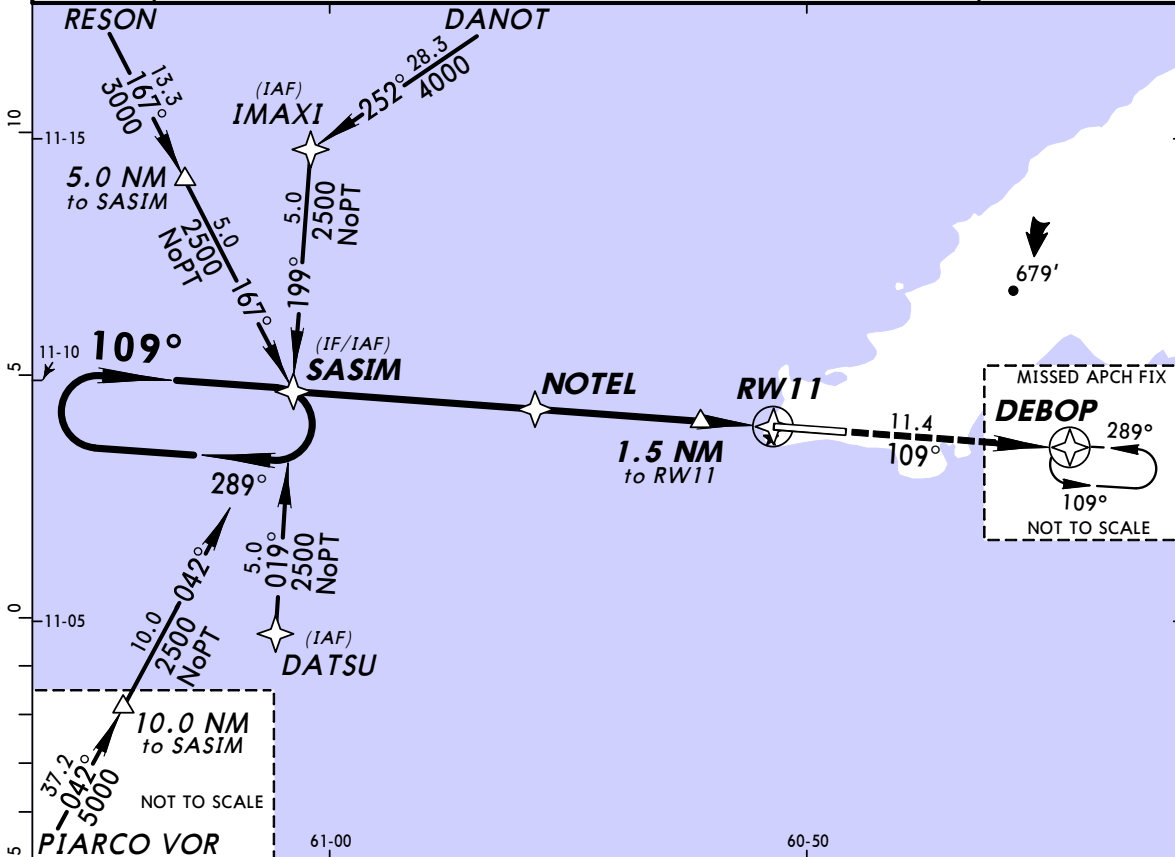 RESON
DANOT
13.3
167°
3000
28.3
252°
4000
(IAF)
IMAXI
10
11-15
5.0 NM
to SASIM
5.0
2500
NoPT
199°
5.0
2500
NoPT
167°
679'
109°
(IF/IAF)
SASIM
NOTEL
RW11
1.5 NM
to RW11
11.4
109°
MISSED APCH FIX
DEBOP
289°
109°
NOT TO SCALE
5
11-10
289°
5.0
019°
2500
NoPT
10.0
042°
2500
NoPT
0
11-05
(IAF)
DATSU
10.0 NM
to SASIM
37.2
042°
5000
NOT TO SCALE
PIARCO VOR
5
61-00
60-50